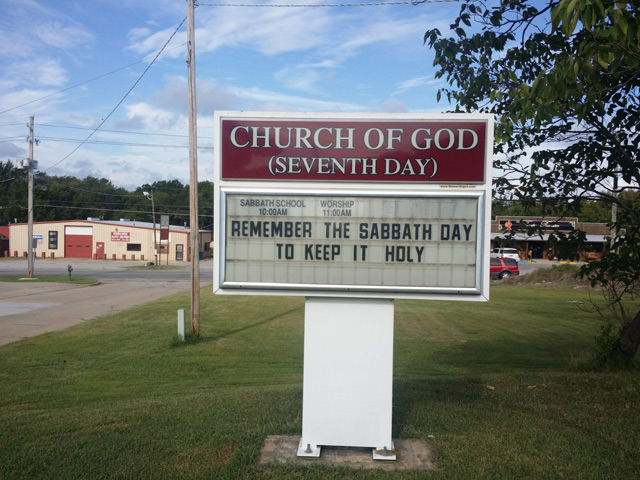 CHURCH OF GOD
(SEVENTH DAY)
SABBATH SCHOOL WORSHIP
10:00AM 11:00AM
REMEMBER THE SABBATH DAY
TO KEEP IT HOLY